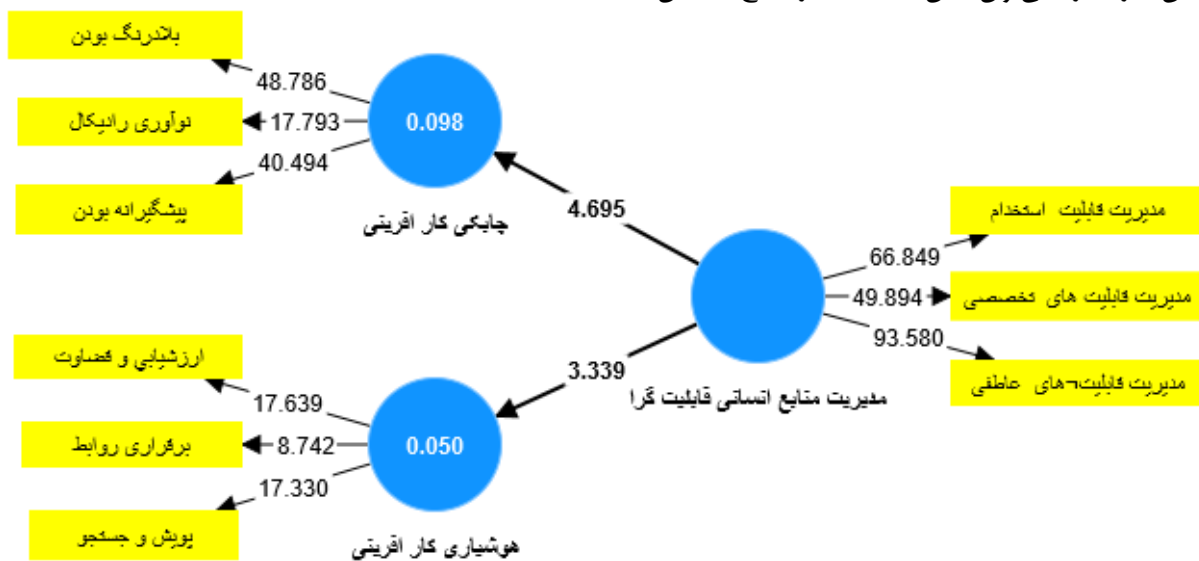 بلادرنگ بودن
48.786
نوآوری رادیکال
17.793
0.098
40.494
پیشگیرانه بودن
چابکی کار افرینی
4.695
مدیریت قابلیت استخدام
66.849
49.894
مدیریت قابلیت های تخصصی
93.580
مدیریت قابلیت¬های عاطفی
مدیریت منابع انسانی قابلیت گرا
3.339
ارزشیابی و قضاوت
17.639
برقراری روابط
8.742
0.050
17.330
پویش و جستجو
هوشیاری کار افرینی